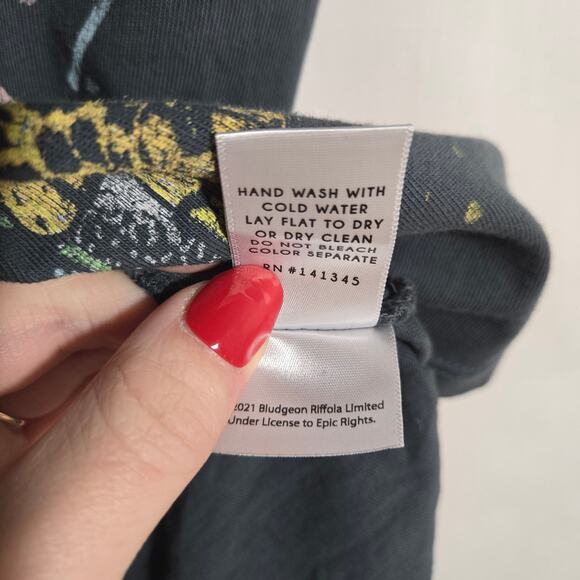 HAND WASH WITH
COLD WATER
LAY FLAT TO DRY
OR DRY CLEAN
DO NOT BLEACH
COLOR SEPARATE
RN #141345
2021 Bludgeon Riffola Limited
Under License to Epic Rights.